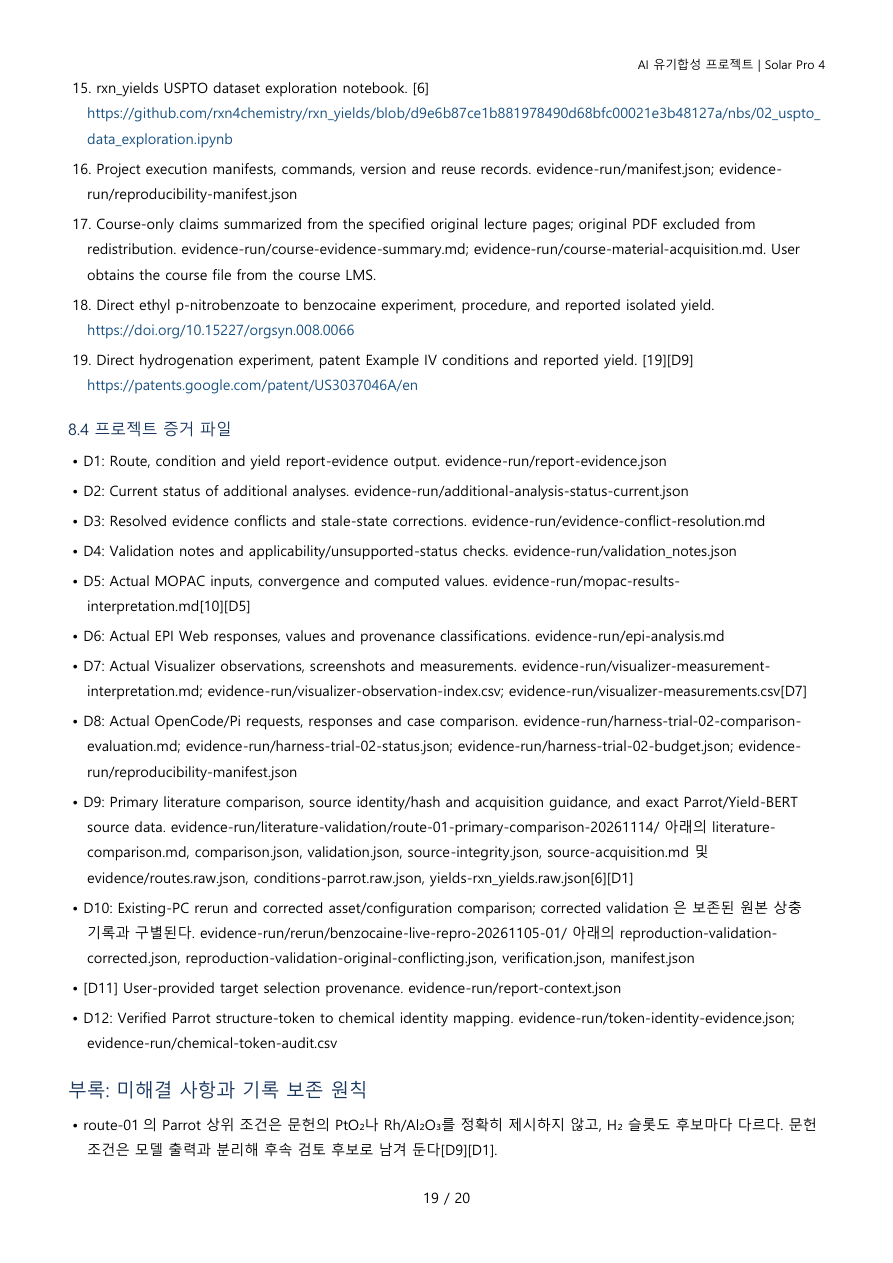 AI 유기합성 프로젝트 | Solar Pro 4
15. rxn_yields USPTO dataset exploration notebook. [6]
https://github.com/rxn4chemistry/rxn_yields/blob/d9e6b87ce1b881978490d68bfc00021e3b48127a/nbs/02_uspto_
data_exploration.ipynb
16. Project execution manifests, commands, version and reuse records. evidence-run/manifest.json; evidence-
run/reproducibility-manifest.json
17. Course-only claims summarized from the specified original lecture pages; original PDF excluded from
redistribution. evidence-run/course-evidence-summary.md; evidence-run/course-material-acquisition.md. User
obtains the course file from the course LMS.
18. Direct ethyl p-nitrobenzoate to benzocaine experiment, procedure, and reported isolated yield.
https://doi.org/10.15227/orgsyn.008.0066
19. Direct hydrogenation experiment, patent Example IV conditions and reported yield. [19][D9]
https://patents.google.com/patent/US3037046A/en
8.4 프로젝트 증거 파일
• D1: Route, condition and yield report-evidence output. evidence-run/report-evidence.json
• D2: Current status of additional analyses. evidence-run/additional-analysis-status-current.json
• D3: Resolved evidence conflicts and stale-state corrections. evidence-run/evidence-conflict-resolution.md
• D4: Validation notes and applicability/unsupported-status checks. evidence-run/validation_notes.json
• D5: Actual MOPAC inputs, convergence and computed values. evidence-run/mopac-results-
interpretation.md[10][D5]
• D6: Actual EPI Web responses, values and provenance classifications. evidence-run/epi-analysis.md
• D7: Actual Visualizer observations, screenshots and measurements. evidence-run/visualizer-measurement-
interpretation.md; evidence-run/visualizer-observation-index.csv; evidence-run/visualizer-measurements.csv[D7]
• D8: Actual OpenCode/Pi requests, responses and case comparison. evidence-run/harness-trial-02-comparison-
evaluation.md; evidence-run/harness-trial-02-status.json; evidence-run/harness-trial-02-budget.json; evidence-
run/reproducibility-manifest.json
• D9: Primary literature comparison, source identity/hash and acquisition guidance, and exact Parrot/Yield-BERT
source data. evidence-run/literature-validation/route-01-primary-comparison-20261114/ 아래의 literature-
comparison.md, comparison.json, validation.json, source-integrity.json, source-acquisition.md 및
evidence/routes.raw.json, conditions-parrot.raw.json, yields-rxn_yields.raw.json[6][D1]
• D10: Existing-PC rerun and corrected asset/configuration comparison; corrected validation 은 보존된 원본 상충
기록과 구별된다. evidence-run/rerun/benzocaine-live-repro-20261105-01/ 아래의 reproduction-validation-
corrected.json, reproduction-validation-original-conflicting.json, verification.json, manifest.json
• [D11] User-provided target selection provenance. evidence-run/report-context.json
• D12: Verified Parrot structure-token to chemical identity mapping. evidence-run/token-identity-evidence.json;
evidence-run/chemical-token-audit.csv
부록: 미해결 사항과 기록 보존 원칙
• route-01 의 Parrot 상위 조건은 문헌의 PtO₂나 Rh/Al₂O₃를 정확히 제시하지 않고, H₂ 슬롯도 후보마다 다르다. 문헌
조건은 모델 출력과 분리해 후속 검토 후보로 남겨 둔다[D9][D1].
19 / 20